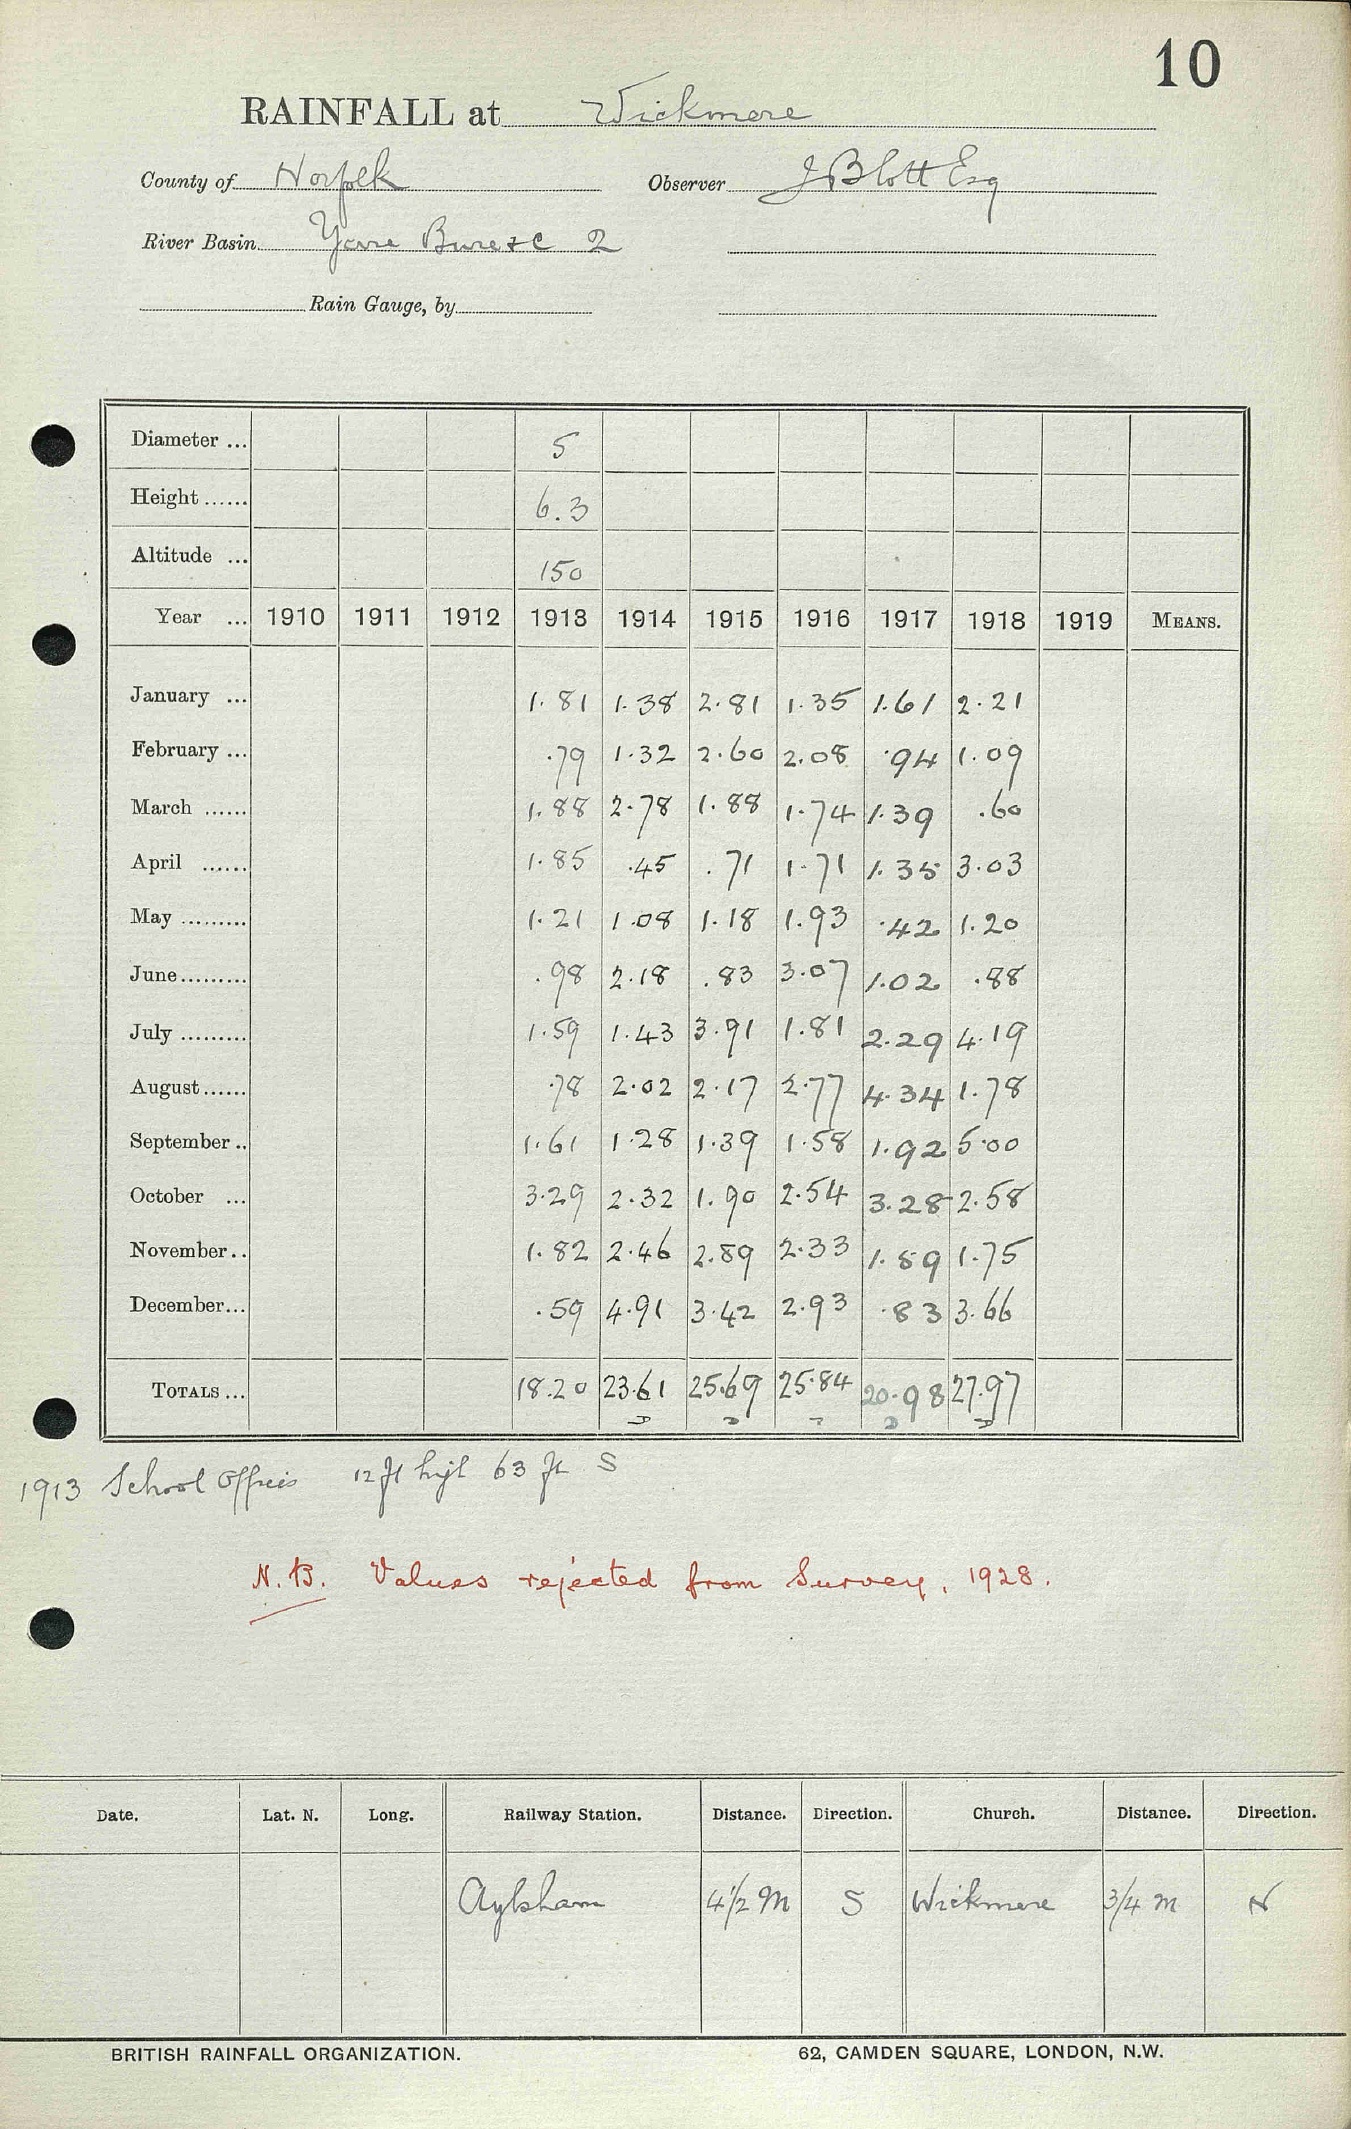 10
RAINFALL at Wickmere
County of Norfolk Observer J Blott Esq
River Basin Yare Bure &c 2
Rain Gauge, by
Diameter ... 5
Height ...... 6.3
Altitude ... 150
Year ... 1910 1911 1912 1913 1914 1915 1916 1917 1918 1919 MEANS.
January ... 1.81 1.38 2.81 1.35 1.61 2.21
February ... .79 1.32 2.60 2.08 .94 1.09
March ...... 1.88 2.78 1.88 1.74 1.39 .60
April ...... 1.85 .45 .71 1.71 1.35 3.03
May ......... 1.21 1.08 1.18 1.93 .42 1.20
June ......... .98 2.18 .83 3.07 1.02 .88
July ......... 1.59 1.43 3.91 1.81 2.29 4.19
August ...... .78 2.02 2.17 2.77 4.34 1.78
September .. 1.61 1.28 1.39 1.58 1.92 5.00
October ... 3.29 2.32 1.90 2.54 3.28 2.58
November .. 1.82 2.46 2.89 2.33 1.59 1.75
December ... .59 4.91 3.42 2.93 .83 3.66
TOTALS ... 18.20 23.61 25.69 25.84 20.98 27.97
D D D D
1913 School Offices 12 ft high 63 ft S
N.B. Values rejected from Survey, 1928.
Date. Lat. N. Long. Railway Station. Distance. Direction. Church. Distance. Direction.
Aylsham 4 1/2 M S Wickmere 3/4 m N
BRITISH RAINFALL ORGANIZATION. 62, CAMDEN SQUARE, LONDON, N.W.